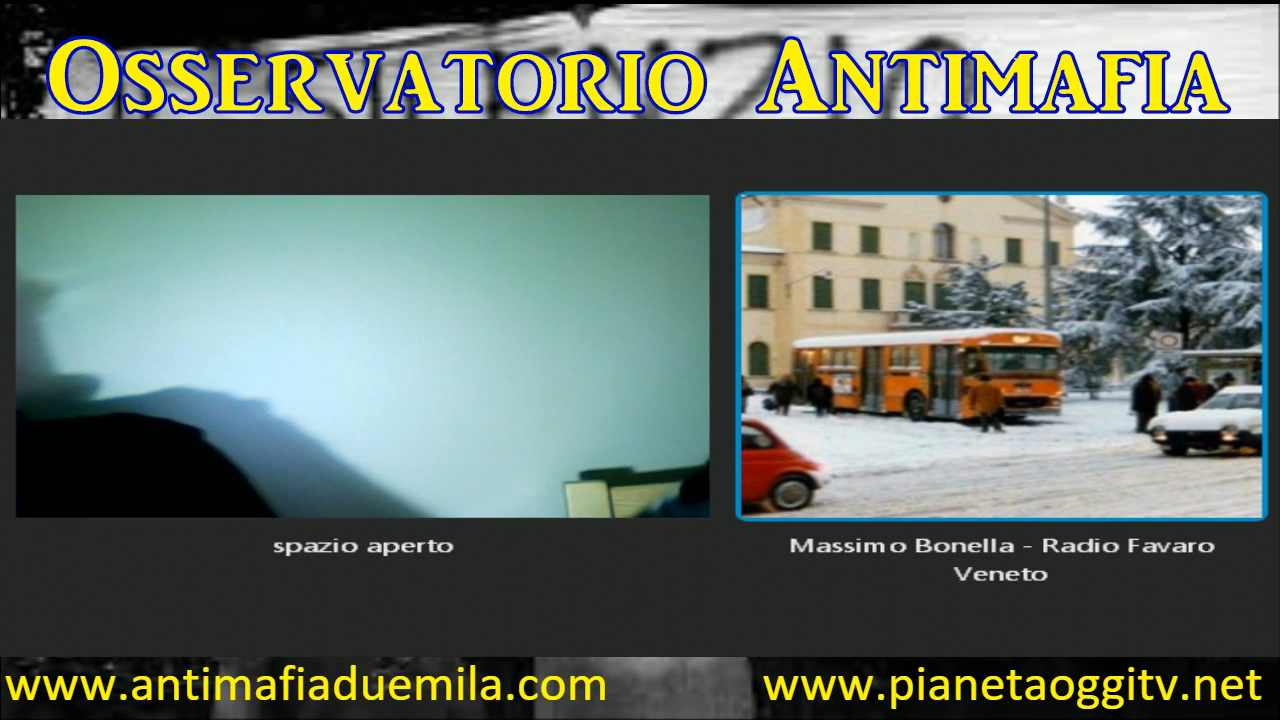 Osservatorio Antimafia
spazio aperto
Massimo Bonella - Radio Favaro
Veneto
www.antimafiaduemila.com
www.pianetaoggitv.net